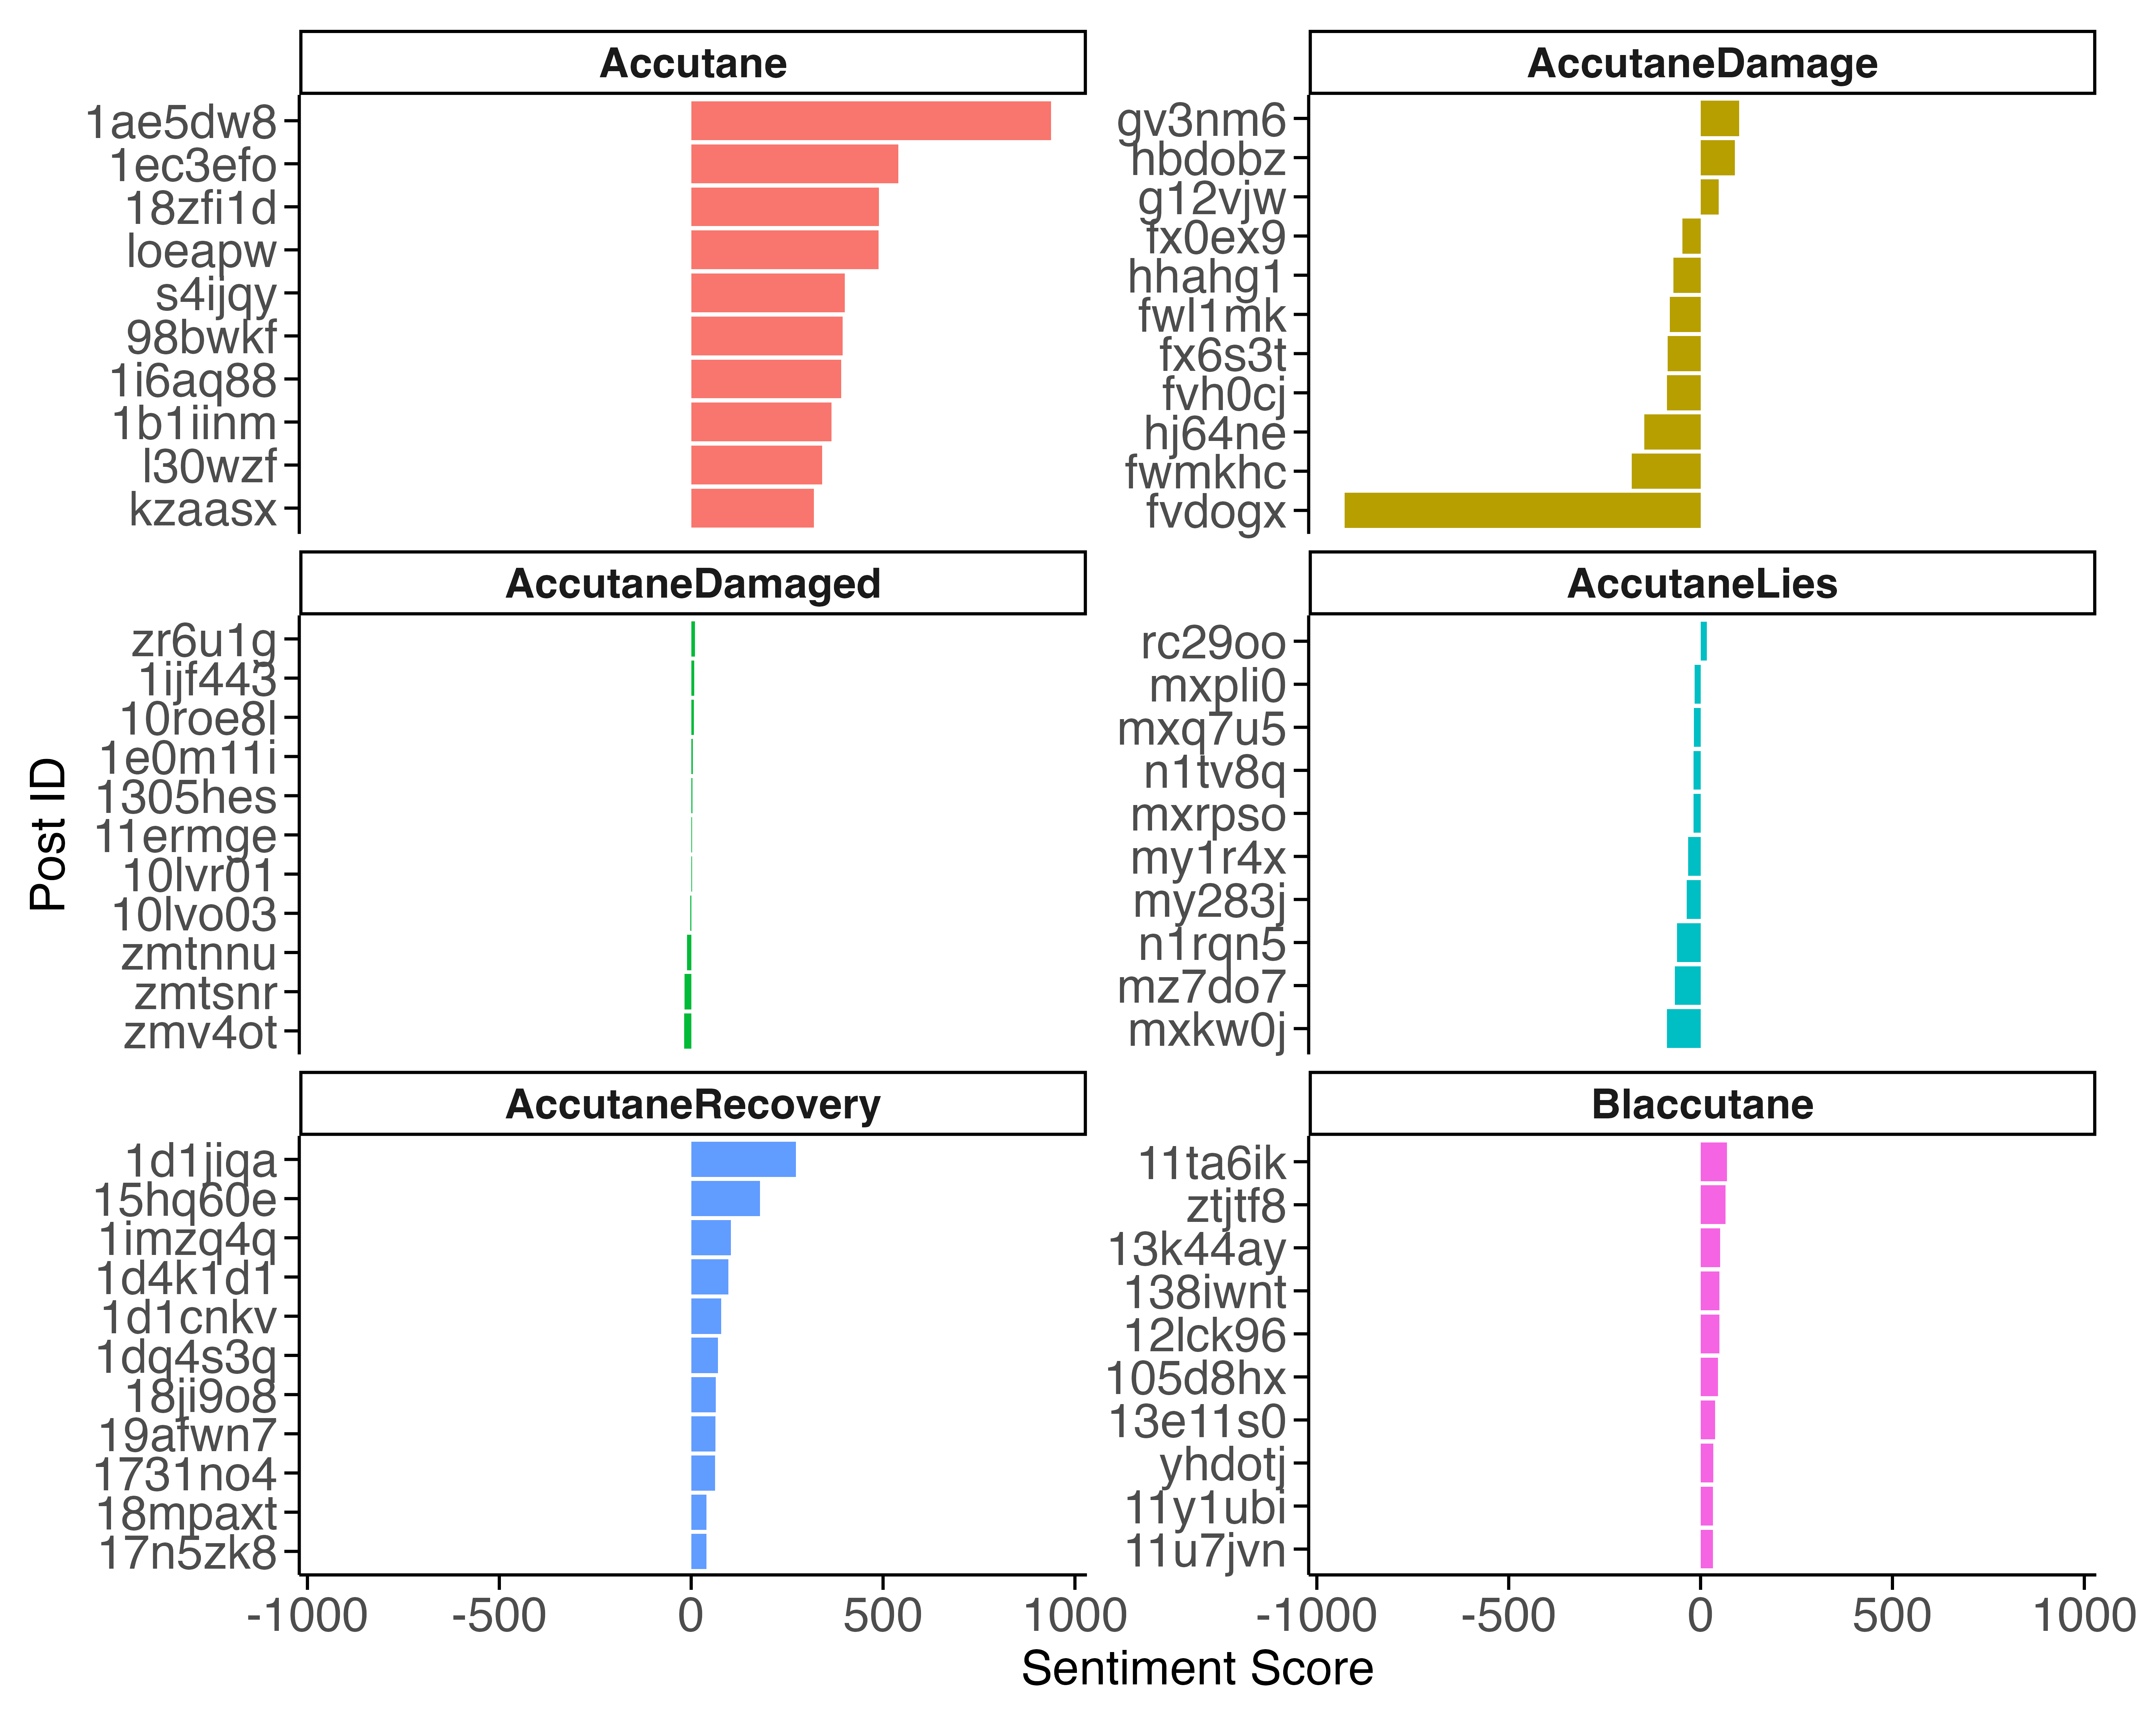 Accutane
1ae5dw8
1ec3efo
18zfi1d
loeapw
s4ijqy
98bwkf
1i6aq88
1b1iinm
l30wzf
kzaasx
AccutaneDamage
gv3nm6
hbdobz
g12vjw
fx0ex9
hhahg1
fwl1mk
fx6s3t
fvh0cj
hj64ne
fwmkhc
fvdogx
AccutaneDamaged
zr6u1g
1ijf443
10roe8l
1e0m11i
1305hes
11ermge
10lvr01
10lvo03
zmtnnu
zmtsnr
zmv4ot
AccutaneLies
rc29oo
mxpli0
mxq7u5
n1tv8q
mxrpso
my1r4x
my283j
n1rqn5
mz7do7
mxkw0j
AccutaneRecovery
1d1jiqa
15hq60e
1imzq4q
1d4k1d1
1d1cnkv
1dq4s3q
18ji9o8
19afwn7
1731no4
18mpaxt
17n5zk8
-1000 -500 0 500 1000
Blaccutane
11ta6ik
ztjtf8
13k44ay
138iwnt
12lck96
105d8hx
13e11s0
yhdotj
11y1ubi
11u7jvn
-1000 -500 0 500 1000
Post ID
Sentiment Score